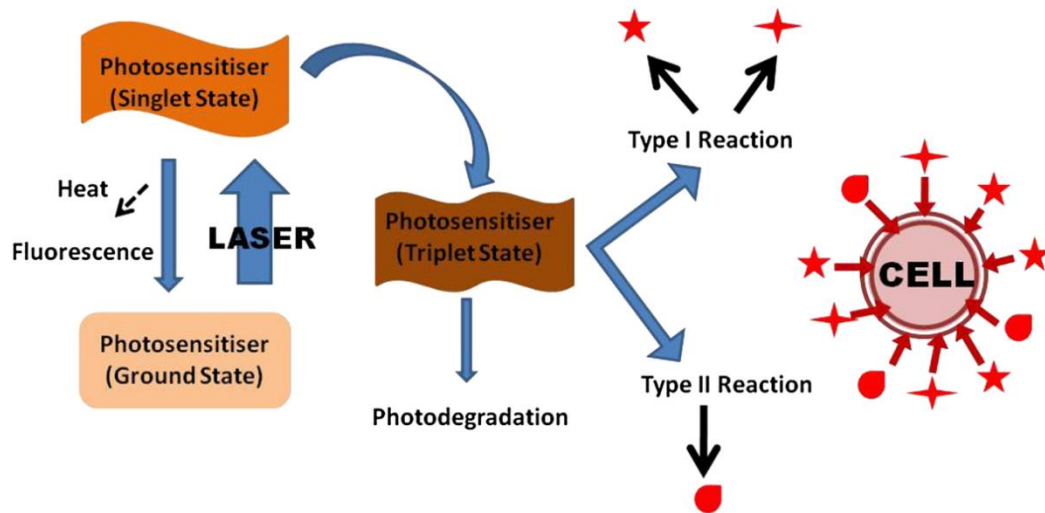 Photosensitiser
(Singlet State)
Heat
Fluorescence
LASER
Photosensitiser
(Ground State)
Photosensitiser
(Triplet State)
Photodegradation
Type I Reaction
Type II Reaction
CELL